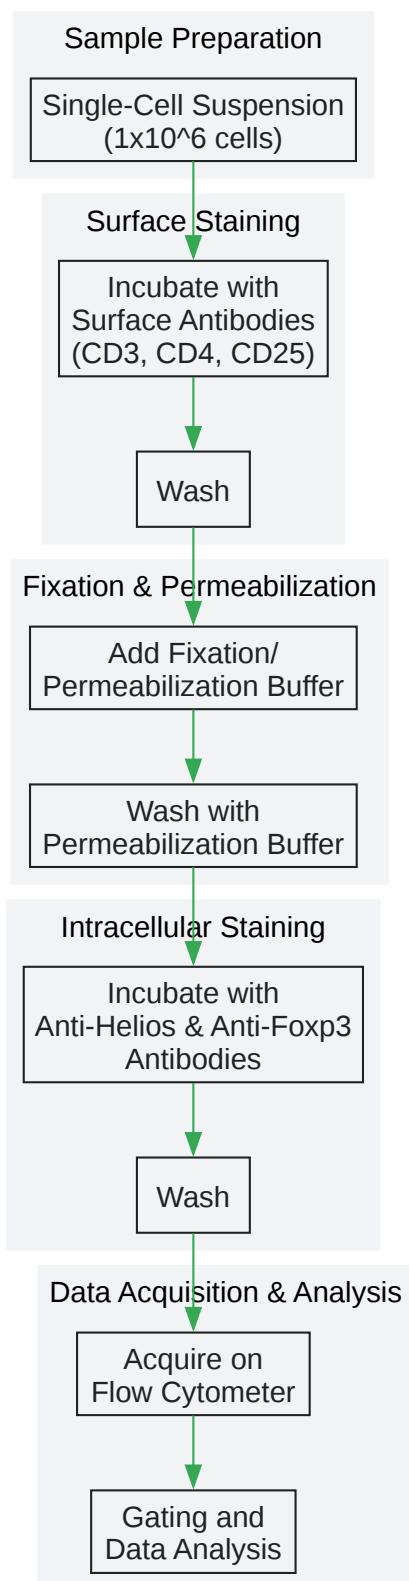 Sample Preparation
Single-Cell Suspension
(1x10^6 cells)
Surface Staining
Incubate with
Surface Antibodies
(CD3, CD4, CD25)
Wash
Fixation & Permeabilization
Add Fixation/
Permeabilization Buffer
Wash with
Permeabilization Buffer
Intracellular Staining
Incubate with
Anti-Helios & Anti-Foxp3
Antibodies
Wash
Data Acquisition & Analysis
Acquire on
Flow Cytometer
Gating and
Data Analysis